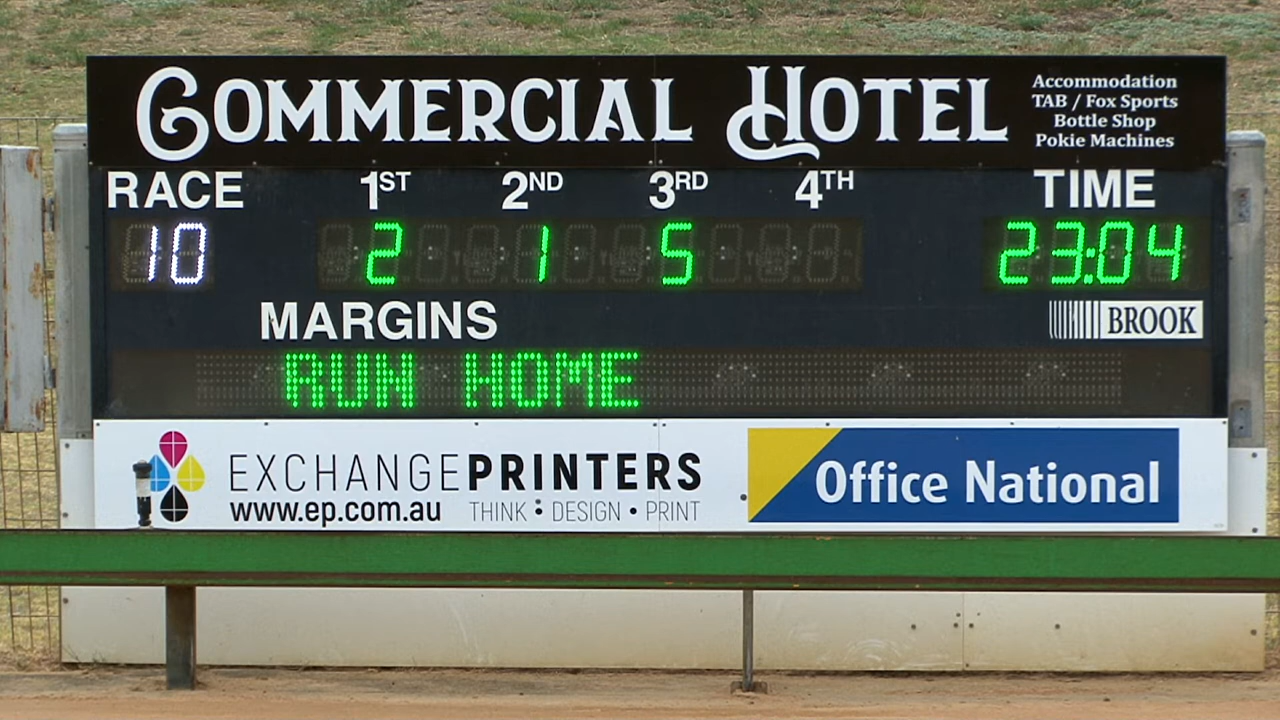 COMMERCIAL HOTEL
Accommodation
TAB / Fox Sports
Bottle Shop
Pokie Machines
RACE 1ST 2ND 3RD 4TH TIME
10 2 1 5 23:04
MARGINS
BROOK
RUN HOME
EXCHANGEPRINTERS
www.ep.com.au THINK • DESIGN • PRINT
Office National